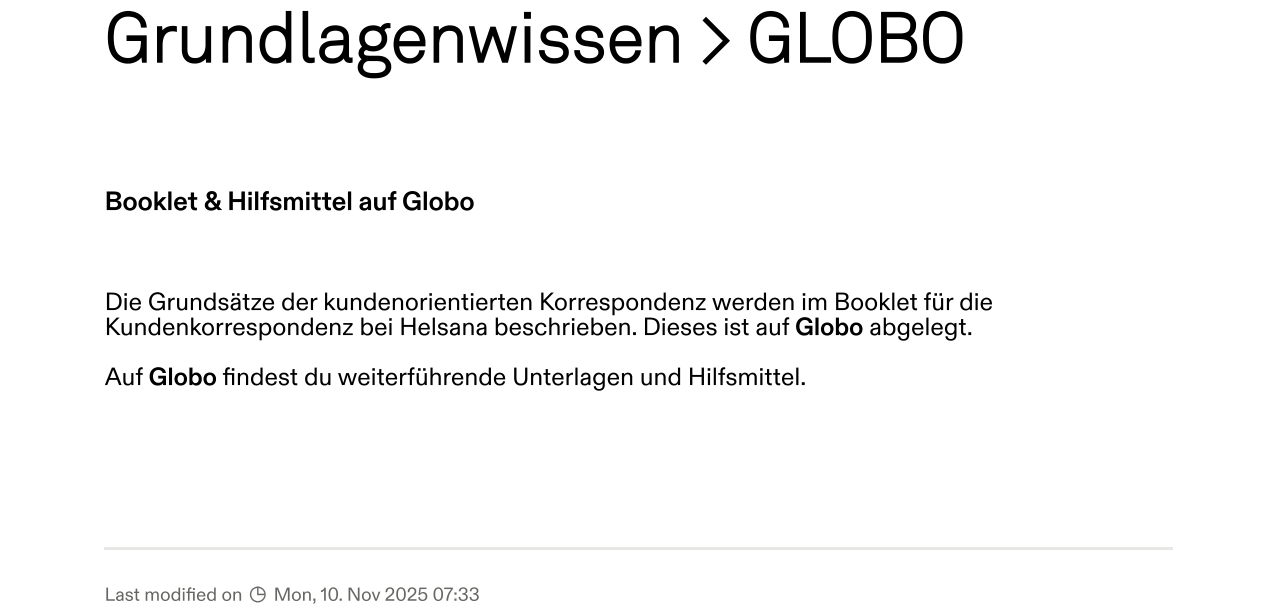 Grundlagenwissen > GLOBO
Booklet & Hilfsmittel auf Globo
Die Grundsätze der kundenorientierten Korrespondenz werden im Booklet für die
Kundenkorrespondenz bei Helsana beschrieben. Dieses ist auf Globo abgelegt.
Auf Globo findest du weiterführende Unterlagen und Hilfsmittel.
Last modified on Mon, 10. Nov 2025 07:33